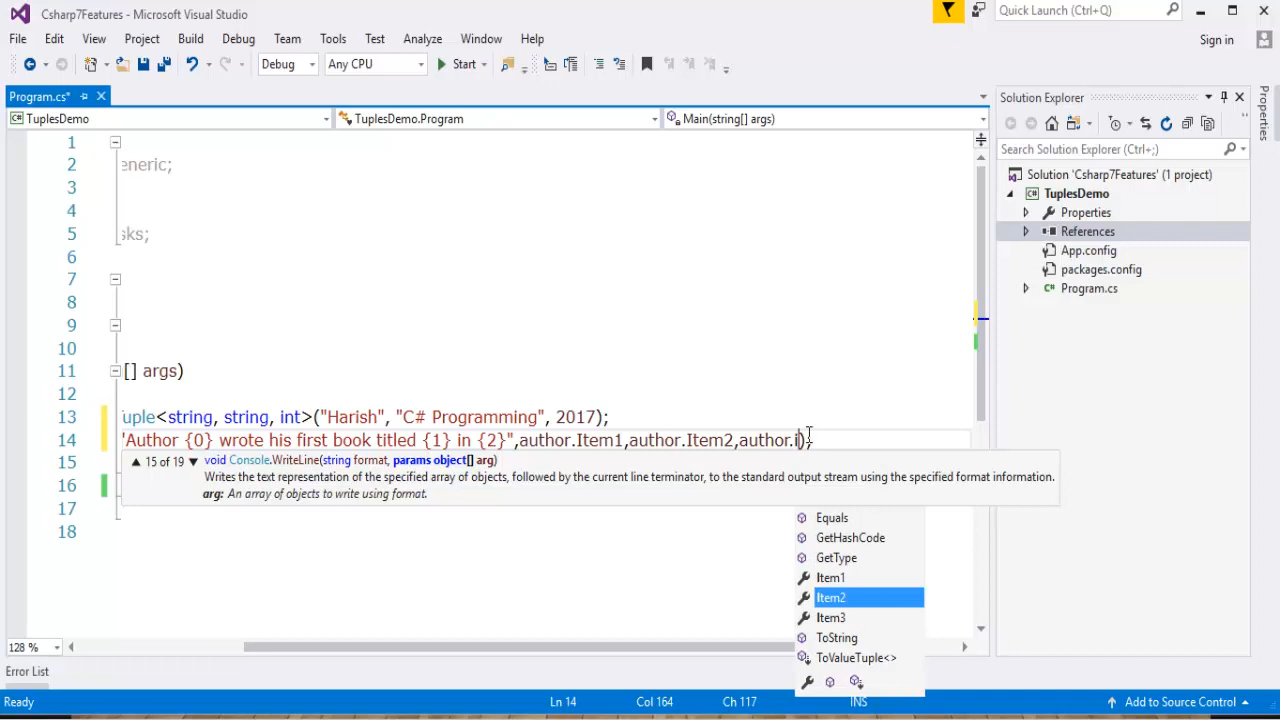 Csharp7Features - Microsoft Visual Studio
Quick Launch (Ctrl+Q)
File Edit View Project Build Debug Team Tools Test Analyze Window Help
Sign in
Debug Any CPU Start
Program.cs*
TuplesDemo TuplesDemo.Program Main(string[] args)
1
2 eneric;
3
4
5 sks;
6
7
8
9
10
11 [] args)
12
13 Tuple<string, string, int>("Harish", "C# Programming", 2017);
14 "Author {0} wrote his first book titled {1} in {2}",author.Item1,author.Item2,author.i);
15
16
17
18
15 of 19 void Console.WriteLine(string format, params object[] arg)
Writes the text representation of the specified array of objects, followed by the current line terminator, to the standard output stream using the specified format information.
arg: An array of objects to write using format.
Equals
GetHashCode
GetType
Item1
Item2
Item3
ToString
ToValueTuple<>
128 %
Error List
Ready Ln 14 Col 164 Ch 117 INS Add to Source Control
Solution Explorer
Search Solution Explorer (Ctrl+;)
Solution 'Csharp7Features' (1 project)
TuplesDemo
Properties
References
App.config
packages.config
Program.cs
Properties